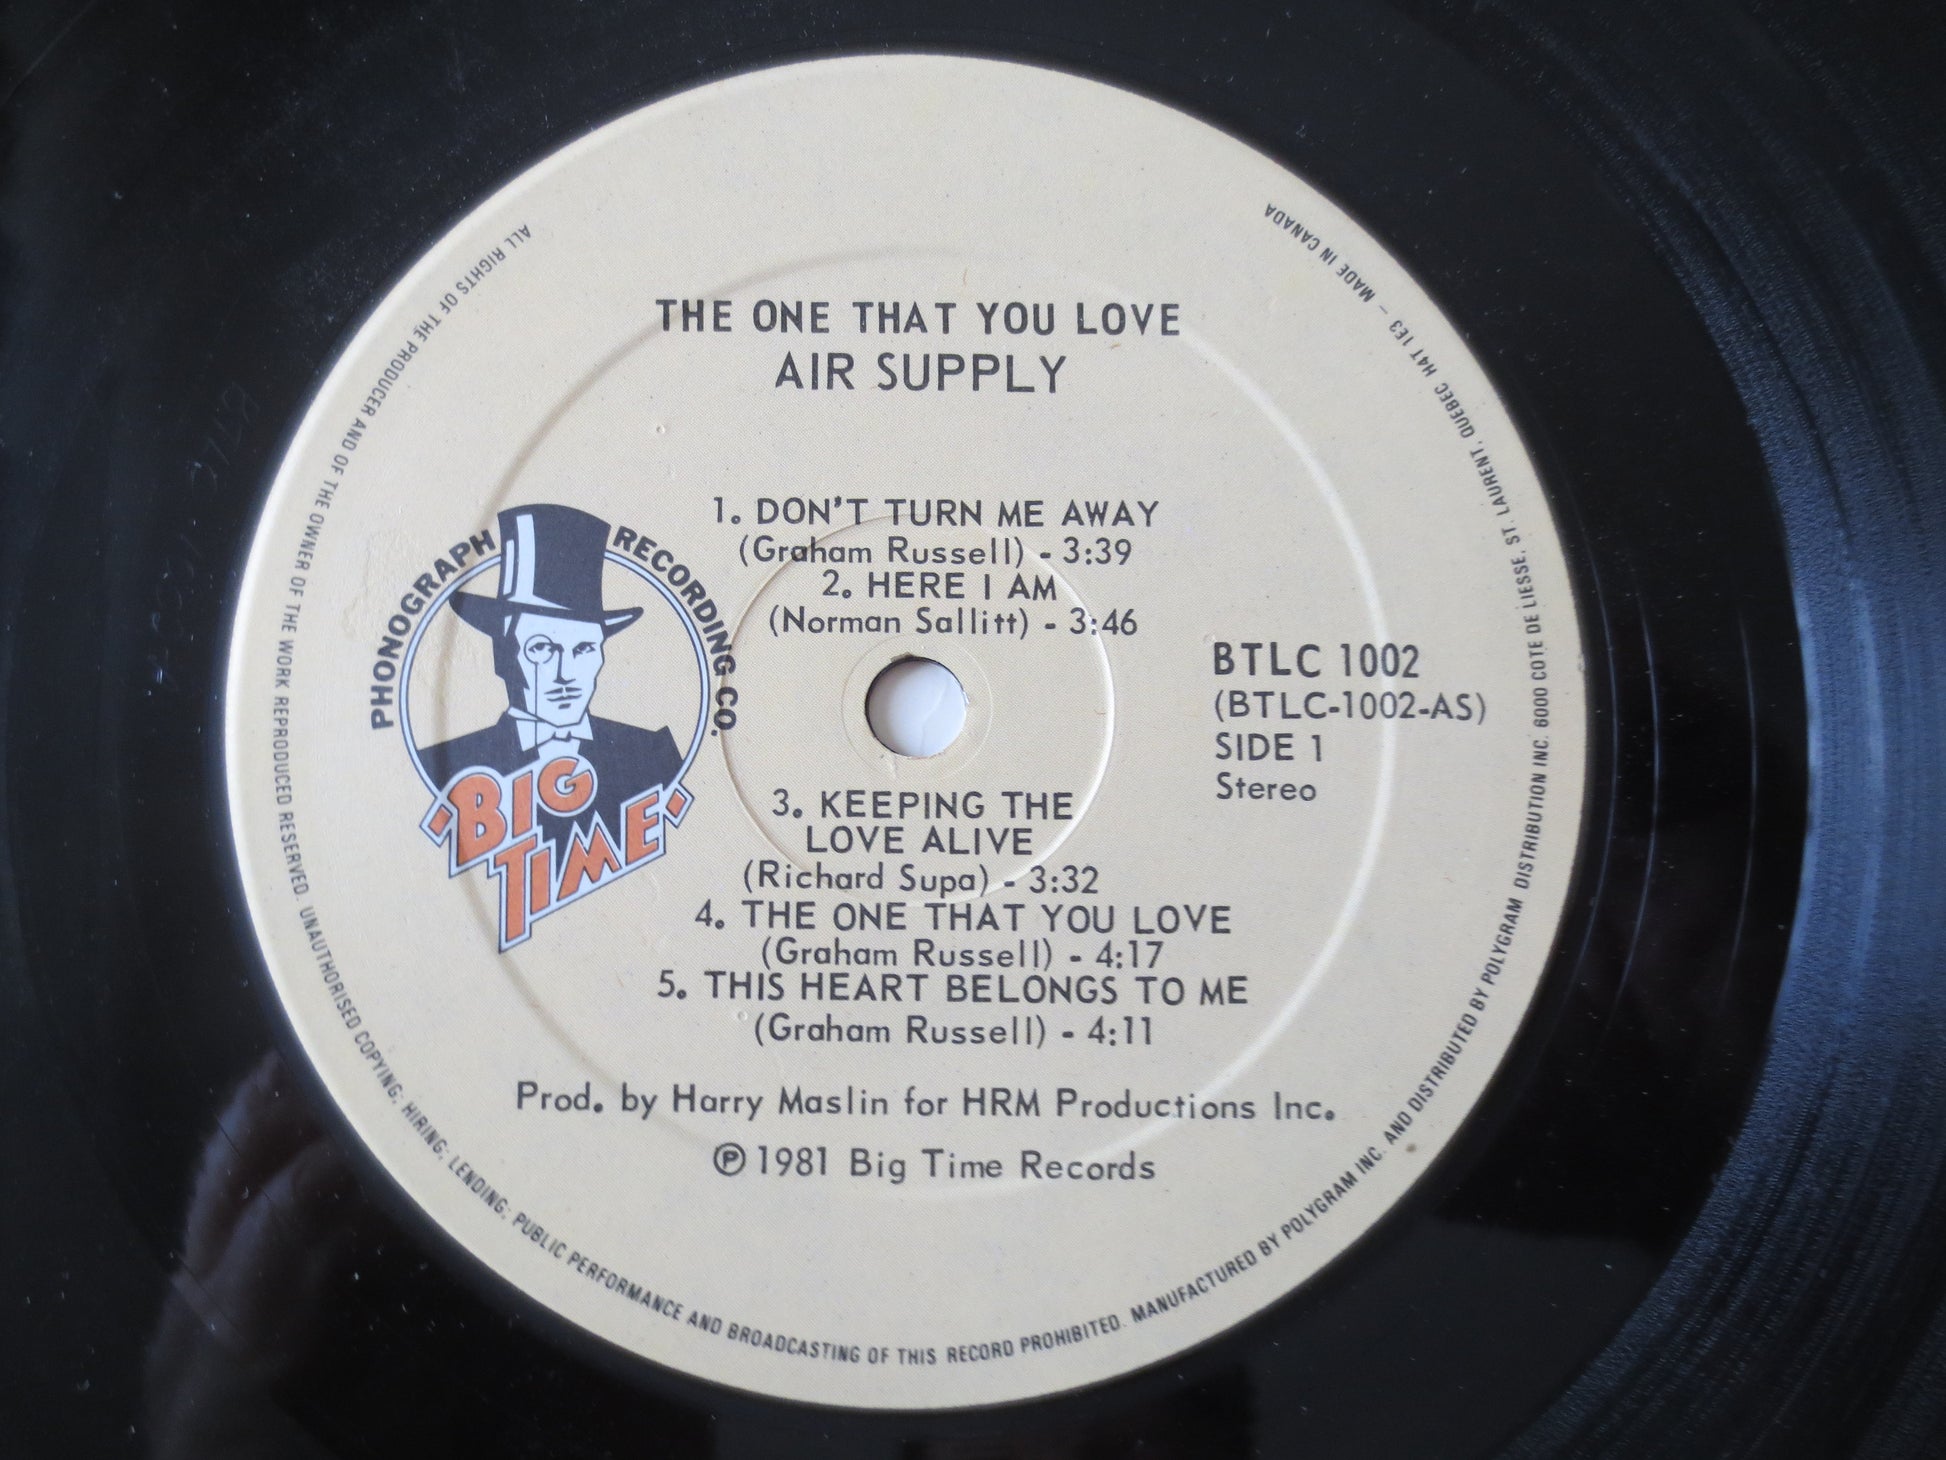 THE ONE THAT YOU LOVE
AIR SUPPLY
1. DON'T TURN ME AWAY
(Graham Russell) - 3:39
2. HERE I AM
(Norman Sallitt) - 3:46
PHONOGRAPH RECORDING CO.
BIG
TIME
BTLC 1002
(BTLC-1002-AS)
SIDE 1
Stereo
3. KEEPING THE
LOVE ALIVE
(Richard Supa) - 3:32
4. THE ONE THAT YOU LOVE
(Graham Russell) - 4:17
5. THIS HEART BELONGS TO ME
(Graham Russell) - 4:11
Prod. by Harry Maslin for HRM Productions Inc.
℗ 1981 Big Time Records
ALL RIGHTS OF THE PRODUCER AND OF THE OWNER OF THE WORK REPRODUCED RESERVED. UNAUTHORISED COPYING; HIRING; LENDING; PUBLIC PERFORMANCE AND BROADCASTING OF THIS RECORD PROHIBITED. MANUFACTURED BY POLYGRAM INC. AND DISTRIBUTED BY POLYGRAM DISTRIBUTION INC. 6000 COTE DE LIESSE, ST. LAURENT, QUEBEC H4T 1E3 – MADE IN CANADA